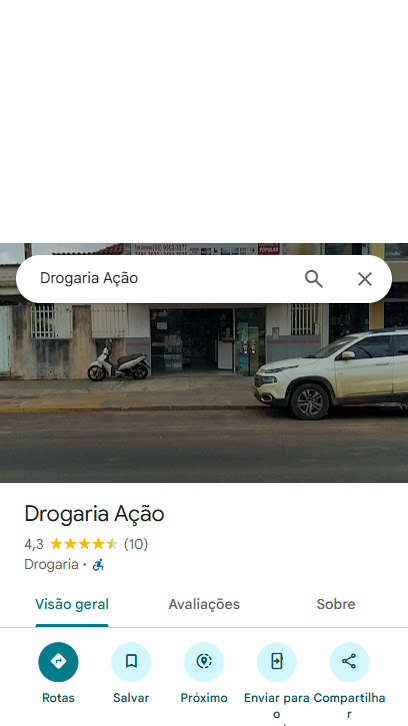 Drogaria Ação
Drogaria Ação
4,3 (10)
Drogaria ·
Visão geral Avaliações Sobre
Rotas Salvar Próximo Enviar para o Compartilhar